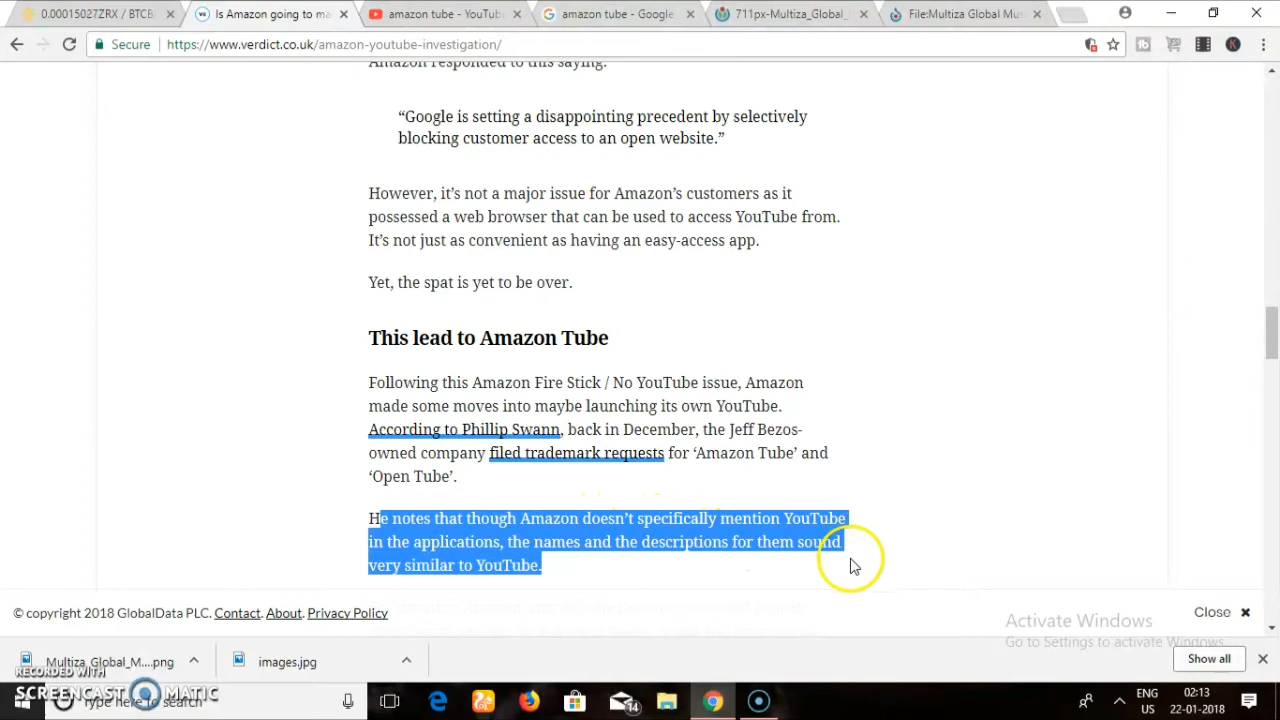 0.00015027ZRX / BTCB
Is Amazon going to ma
amazon tube - YouTub
amazon tube - Google
711px-Multiza_Global_
File:Multiza Global Mus
Secure
https://www.verdict.co.uk/amazon-youtube-investigation/
Amazon responded to this saying:
“Google is setting a disappointing precedent by selectively
blocking customer access to an open website.”
However, it’s not a major issue for Amazon’s customers as it
possessed a web browser that can be used to access YouTube from.
It’s not just as convenient as having an easy-access app.
Yet, the spat is yet to be over.
This lead to Amazon Tube
Following this Amazon Fire Stick / No YouTube issue, Amazon
made some moves into maybe launching its own YouTube.
According to Phillip Swann, back in December, the Jeff Bezos-
owned company filed trademark requests for ‘Amazon Tube’ and
‘Open Tube’.
He notes that though Amazon doesn’t specifically mention YouTube
in the applications, the names and the descriptions for them sound
very similar to YouTube.
© copyright 2018 GlobalData PLC. Contact. About. Privacy Policy
Close
Activate Windows
Go to Settings to activate Windows.
Multiza_Global_M....png
images.jpg
Show all
RECORDED WITH
SCREENCAST MATIC
Type here to search
14
ENG
US
02:13
22-01-2018